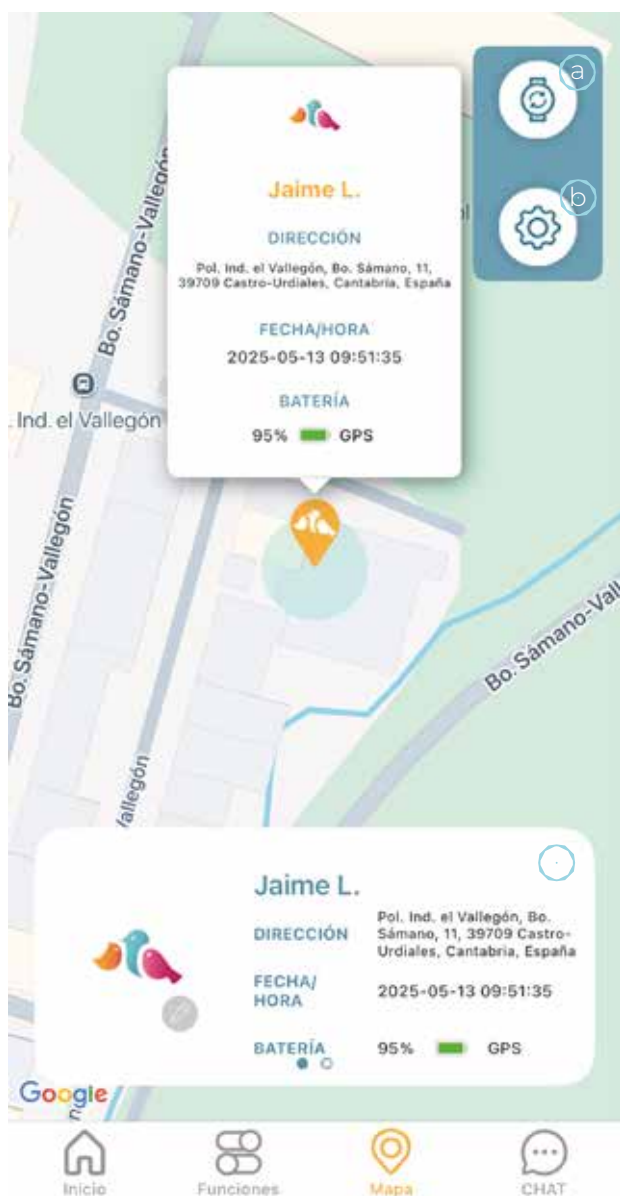 a
b
Jaime L.
DIRECCIÓN
Pol. Ind. el Vallegón, Bo. Sámano, 11,
39709 Castro-Urdiales, Cantabria, España
FECHA/HORA
2025-05-13 09:51:35
BATERÍA
95% GPS
Bo. Sámano-Vallegón
. Ind. el Vallegón
Bo. Sámano-Vallegón
Bo. Sámano-Vall
Vallegón
Jaime L.
DIRECCIÓN
Pol. Ind. el Vallegón, Bo.
Sámano, 11, 39709 Castro-
Urdiales, Cantabria, España
FECHA/
HORA
2025-05-13 09:51:35
BATERÍA
95% GPS
Google
Inicio
Funciones
Mapa
CHAT